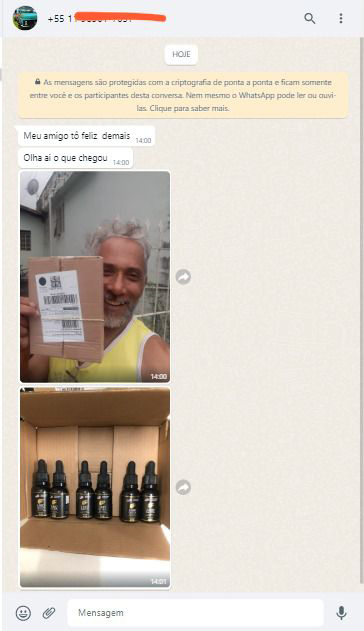 +55 1
HOJE
As mensagens são protegidas com a criptografia de ponta a ponta e ficam somente
entre você e os participantes desta conversa. Nem mesmo o WhatsApp pode ler ou ouvi-
las. Clique para saber mais.
Meu amigo tô feliz demais 14:00
Olha ai o que chegou 14:00
14:00
14:01
Mensagem